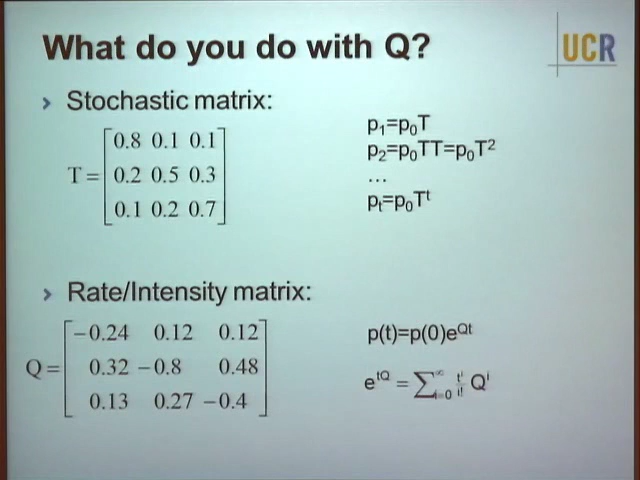 What do you do with Q?
UCR
› Stochastic matrix:
T = [0.8 0.1 0.1
0.2 0.5 0.3
0.1 0.2 0.7]
p₁=p₀T
p₂=p₀TT=p₀T²
...
pₜ=p₀Tᵗ
› Rate/Intensity matrix:
Q = [−0.24 0.12 0.12
0.32 −0.8 0.48
0.13 0.27 −0.4]
p(t)=p(0)e^Qt
e^tQ = ∑_i=0^∞ t^i/i! Q^i